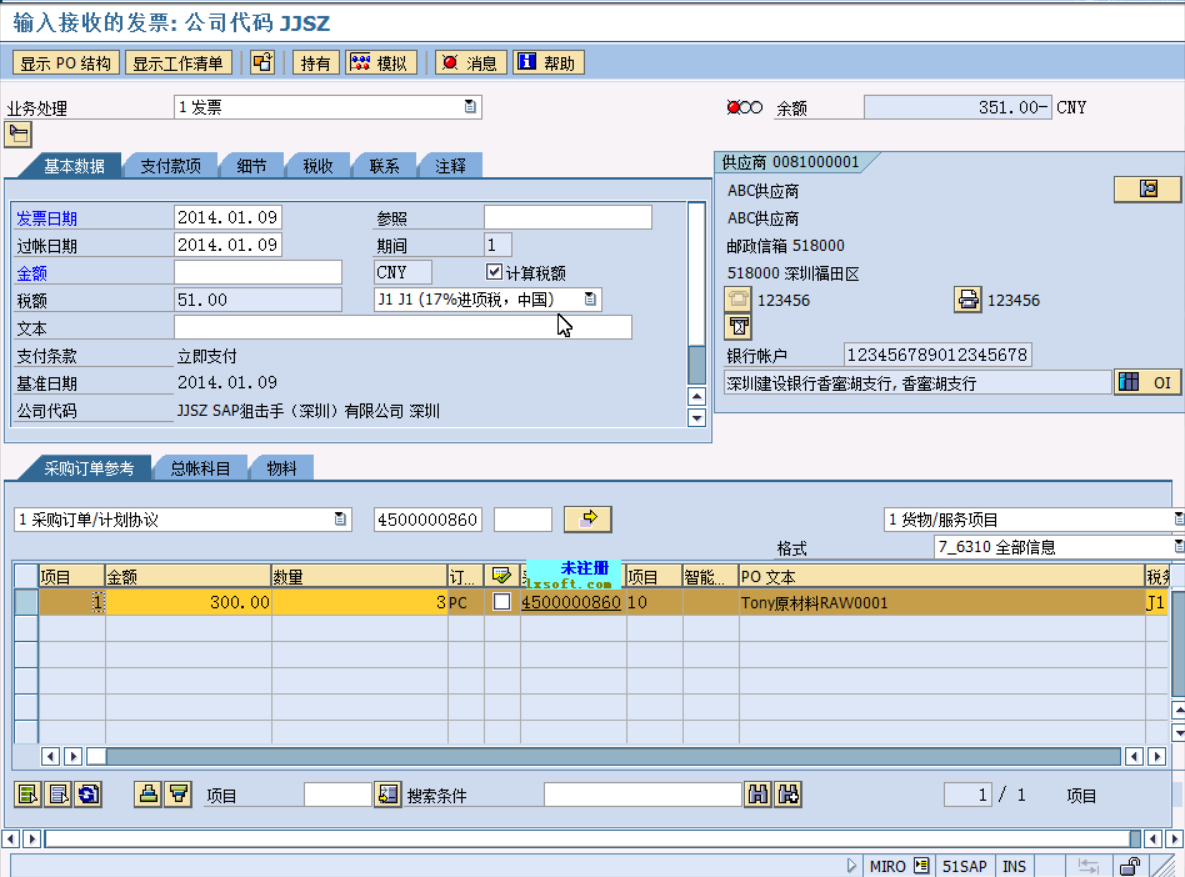 输入接收的发票: 公司代码 JJSZ
显示 PO 结构 显示工作清单 持有 模拟 消息 帮助
业务处理 1 发票 余额 351.00- CNY
基本数据 支付款项 细节 税收 联系 注释
供应商 0081000001
ABC供应商
ABC供应商
邮政信箱 518000
518000 深圳福田区
123456 123456
银行帐户 123456789012345678
深圳建设银行香蜜湖支行, 香蜜湖支行 OI
发票日期 2014.01.09 参照
过帐日期 2014.01.09 期间 1
金额 CNY 计算税额
税额 51.00 J1 J1 (17%进项税，中国)
文本
支付条款 立即支付
基准日期 2014.01.09
公司代码 JJSZ SAP狙击手（深圳）有限公司 深圳
采购订单参考 总帐科目 物料
1 采购订单/计划协议 4500000860 1 货物/服务项目
格式 7_6310 全部信息
未注册
lxsoft.com
项目 金额 数量 订... 项目 智能... PO 文本 税务
1 300.00 3 PC 4500000860 10 Tony原材料RAW0001 J1
项目 搜索条件 1 / 1 项目
MIRO 51SAP INS